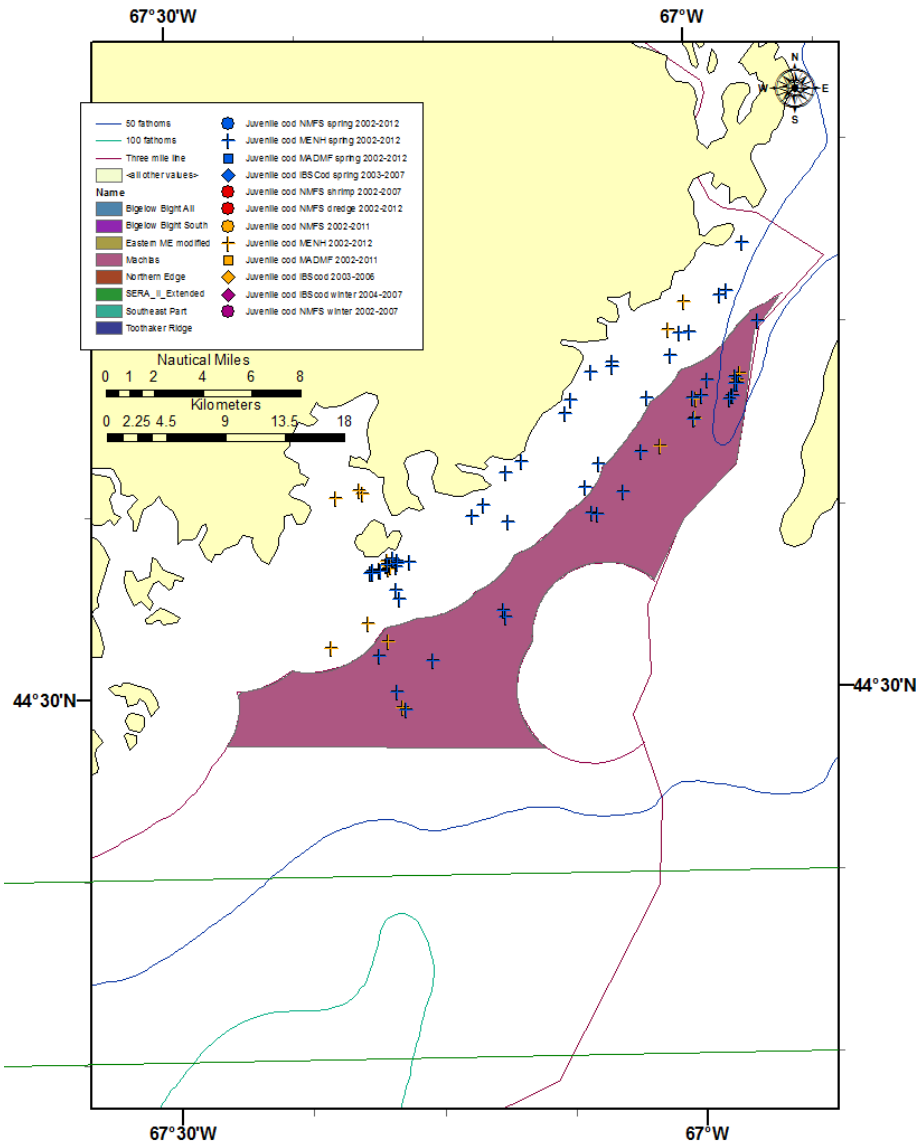 67°30'W 67°W
N
W E
S
50 fathoms
100 fathoms
Three mile line
<all other values>
Name
Bigelow Bight All
Bigelow Bight South
Eastern ME modified
Machias
Northern Edge
SERA_II_Extended
Southeast Part
Toothaker Ridge
Juvenile cod NMFS spring 2002-2012
Juvenile cod MENH spring 2002-2012
Juvenile cod MADMF spring 2002-2012
Juvenile cod IBSCod spring 2003-2007
Juvenile cod NMFS shrimp 2002-2007
Juvenile cod NMFS dredge 2002-2012
Juvenile cod NMFS 2002-2011
Juvenile cod MENH 2002-2012
Juvenile cod MADMF 2002-2011
Juvenile cod IBScod 2003-2006
Juvenile cod IBScod winter 2004-2007
Juvenile cod NMFS winter 2002-2007
Nautical Miles
0 1 2 4 6 8
Kilometers
0 2.25 4.5 9 13.5 18
44°30'N 44°30'N
67°30'W 67°W